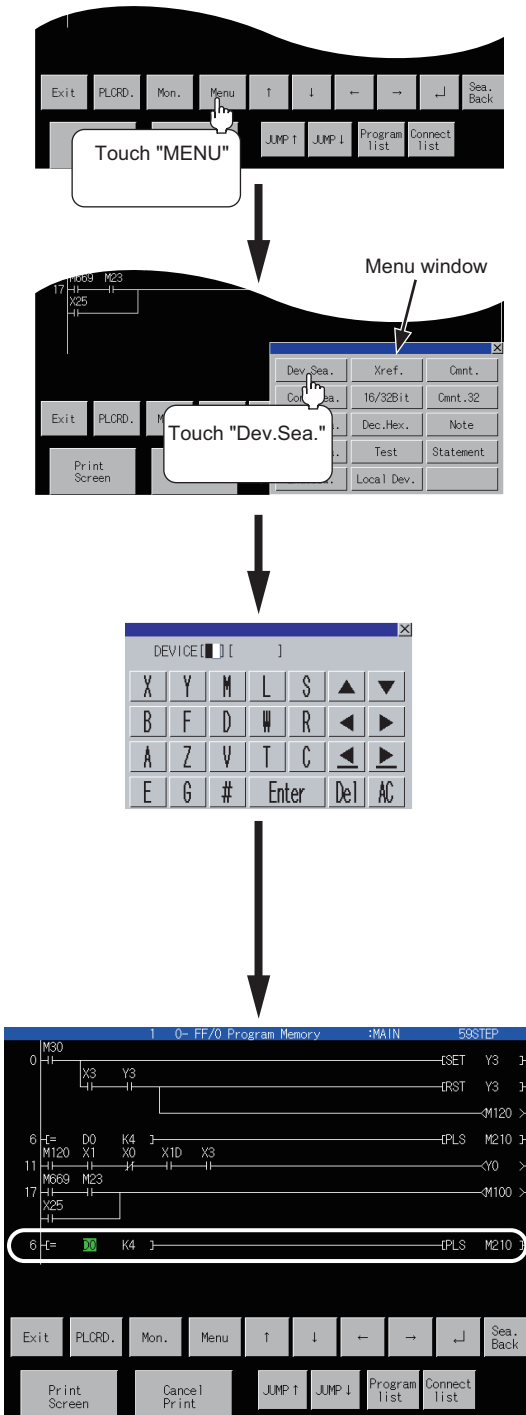 Exit PLCRD. Mon. Menu ↑ ↓ ← → ↵ Sea. Back
JUMP↑ JUMP↓ Program list Connect list
Touch "MENU"
Menu window
M669 M23
17
X25
Dev.Sea. Xref. Cmnt.
16/32Bit Cmnt.32
Exit PLCRD.
Touch "Dev.Sea."
Dec.Hex. Note
Test Statement
Print Screen
Local Dev.
DEVICE[ ][ ]
X Y M L S ▲ ▼
B F D W R ◀ ▶
A Z V T C ◀ ▶
E G # Enter Del AC
1 0- FF/0 Program Memory :MAIN 59STEP
M30
0 [SET Y3 ]
X3 Y3
[RST Y3 ]
<M120 >
6 [= D0 K4 ] [PLS M210 ]
M120 X1 X0 X1D X3
11 <Y0 >
M669 M23
17 <M100 >
X25
6 [= D0 K4 ] [PLS M210 ]
Exit PLCRD. Mon. Menu ↑ ↓ ← → ↵ Sea. Back
Print Screen Cancel Print JUMP↑ JUMP↓ Program list Connect list